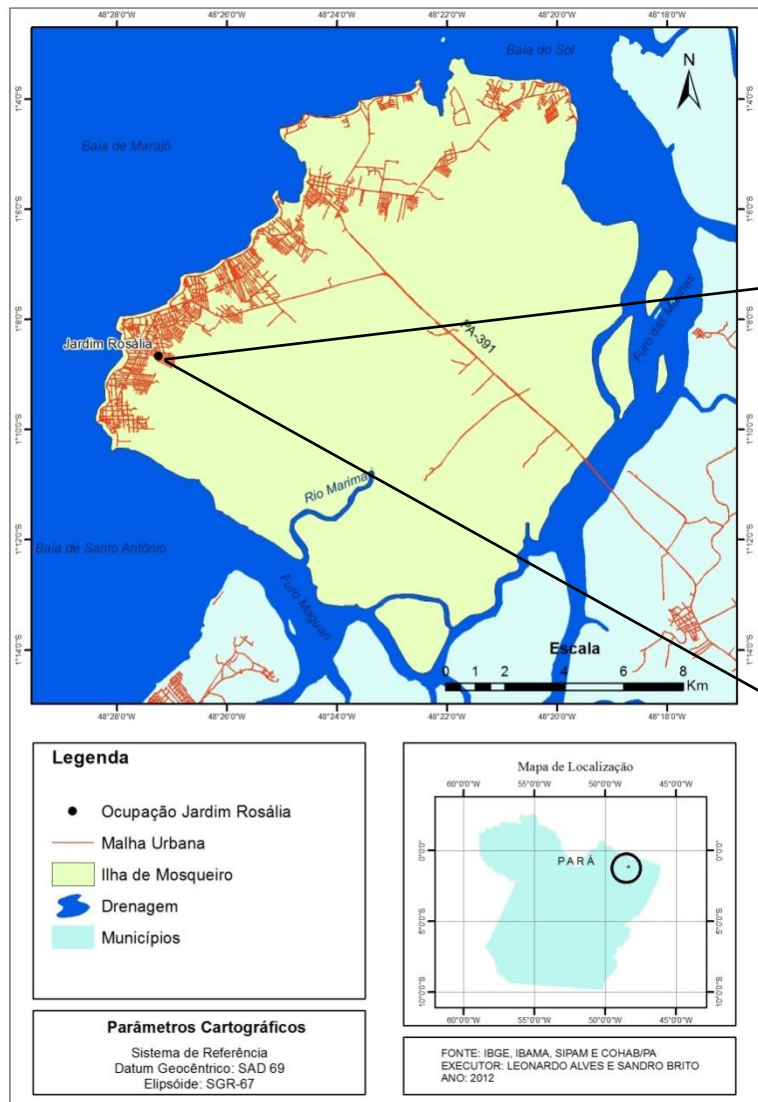 48°28'0"W 48°26'0"W 48°24'0"W 48°22'0"W 48°20'0"W 48°18'0"W
Baía do Sol
N
1°4'0"S
1°4'0"S
Baía de Marajó
1°6'0"S
1°6'0"S
Furo das Marinas
1°8'0"S
1°8'0"S
Jardim Rosália
PA-391
1°10'0"S
1°10'0"S
Rio Marimari
1°12'0"S
1°12'0"S
Baía de Santo Antônio
Furo Maguari
Escala
1°14'0"S
1°14'0"S
0 1 2 4 6 8
Km
48°28'0"W 48°26'0"W 48°24'0"W 48°22'0"W 48°20'0"W 48°18'0"W
Legenda
Ocupação Jardim Rosália
Malha Urbana
Ilha de Mosqueiro
Drenagem
Municípios
Mapa de Localização
60°0'0"W 55°0'0"W 50°0'0"W 45°0'0"W
0°0'0"
0°0'0"
PARÁ
5°0'0"S
5°0'0"S
10°0'0"S
10°0'0"S
60°0'0"W 55°0'0"W 50°0'0"W 45°0'0"W
Parâmetros Cartográficos
Sistema de Referência
Datum Geocêntrico: SAD 69
Elipsóide: SGR-67
FONTE: IBGE, IBAMA, SIPAM E COHAB/PA
EXECUTOR: LEONARDO ALVES E SANDRO BRITO
ANO: 2012